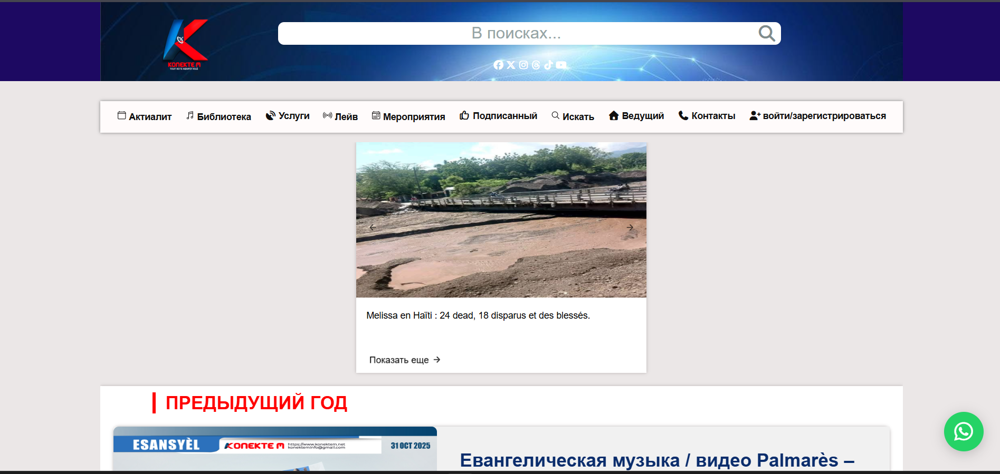 KONEKTE M
TOUT KOTE NENPÒT KILÈ
В поисках...
Актиалит
Библиотека
Услуги
Лейв
Мероприятия
Подписанный
Искать
Ведущий
Контакты
войти/зарегистрироваться
Melissa en Haïti : 24 dead, 18 disparus et des blessés.
Показать еще
ПРЕДЫДУЩИЙ ГОД
ESANSYÈL
KONEKTE M
https://www.konektem.net
konekteminfo@gmail.com
31 OCT 2025
Евангелическая музыка / видео Palmarès –